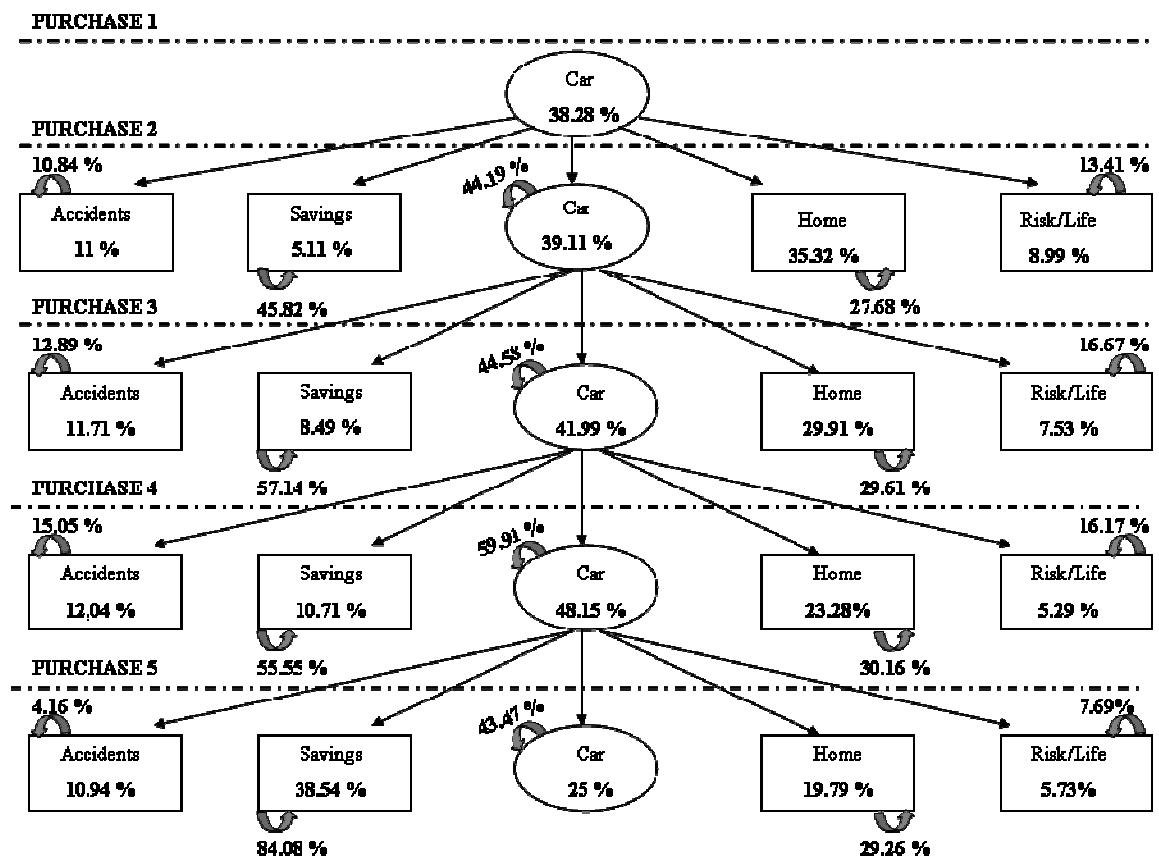 PURCHASE 1
Car
38.28 %
PURCHASE 2
10.84 %
44.19 %
13.41 %
Accidents
11 %
Savings
5.11 %
Car
39.11 %
Home
35.32 %
Risk/Life
8.99 %
45.82 %
27.68 %
PURCHASE 3
12.89 %
44.58 %
16.67 %
Accidents
11.71 %
Savings
8.49 %
Car
41.99 %
Home
29.91 %
Risk/Life
7.53 %
57.14 %
29.61 %
PURCHASE 4
15,05 %
59.91 %
16.17 %
Accidents
12,04 %
Savings
10.71 %
Car
48.15 %
Home
23.28%
Risk/Life
5.29 %
55.55 %
30.16 %
PURCHASE 5
4.16 %
43.47 %
7.69%
Accidents
10.94 %
Savings
38.54 %
Car
25 %
Home
19.79 %
Risk/Life
5.73%
84.08 %
29.26 %